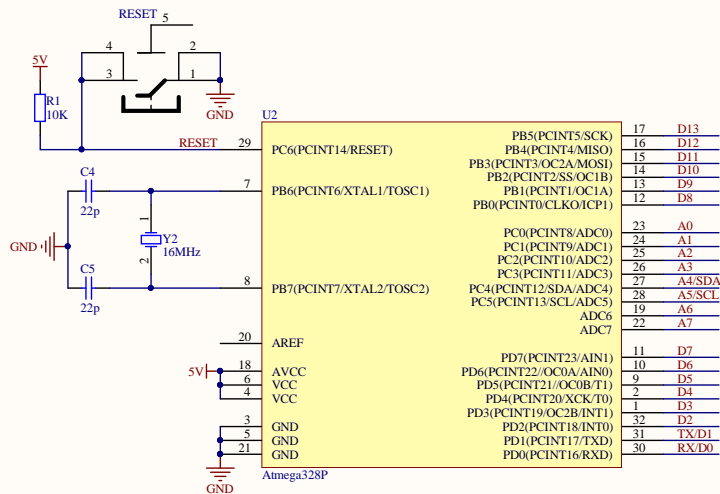 RESET 5
4 2
3 1
5V
R1
10K
GND
U2
RESET 29 PC6(PCINT14/RESET)
PB5(PCINT5/SCK) 17 D13
PB4(PCINT4/MISO) 16 D12
PB3(PCINT3/OC2A/MOSI) 15 D11
PB2(PCINT2/SS/OC1B) 14 D10
PB1(PCINT1/OC1A) 13 D9
PB0(PCINT0/CLKO/ICP1) 12 D8
C4
22p
7 PB6(PCINT6/XTAL1/TOSC1)
1
Y2
16MHz
2
GND
C5
22p
8 PB7(PCINT7/XTAL2/TOSC2)
PC0(PCINT8/ADC0) 23 A0
PC1(PCINT9/ADC1) 24 A1
PC2(PCINT10/ADC2) 25 A2
PC3(PCINT11/ADC3) 26 A3
PC4(PCINT12/SDA/ADC4) 27 A4/SDA
PC5(PCINT13/SCL/ADC5) 28 A5/SCL
ADC6 19 A6
ADC7 22 A7
20 AREF
5V 18 AVCC
6 VCC
4 VCC
PD7(PCINT23/AIN1) 11 D7
PD6(PCINT22//OC0A/AIN0) 10 D6
PD5(PCINT21//OC0B/T1) 9 D5
PD4(PCINT20/XCK/T0) 2 D4
PD3(PCINT19/OC2B/INT1) 1 D3
PD2(PCINT18/INT0) 32 D2
PD1(PCINT17/TXD) 31 TX/D1
PD0(PCINT16/RXD) 30 RX/D0
3 GND
5 GND
21 GND
GND
Atmega328P